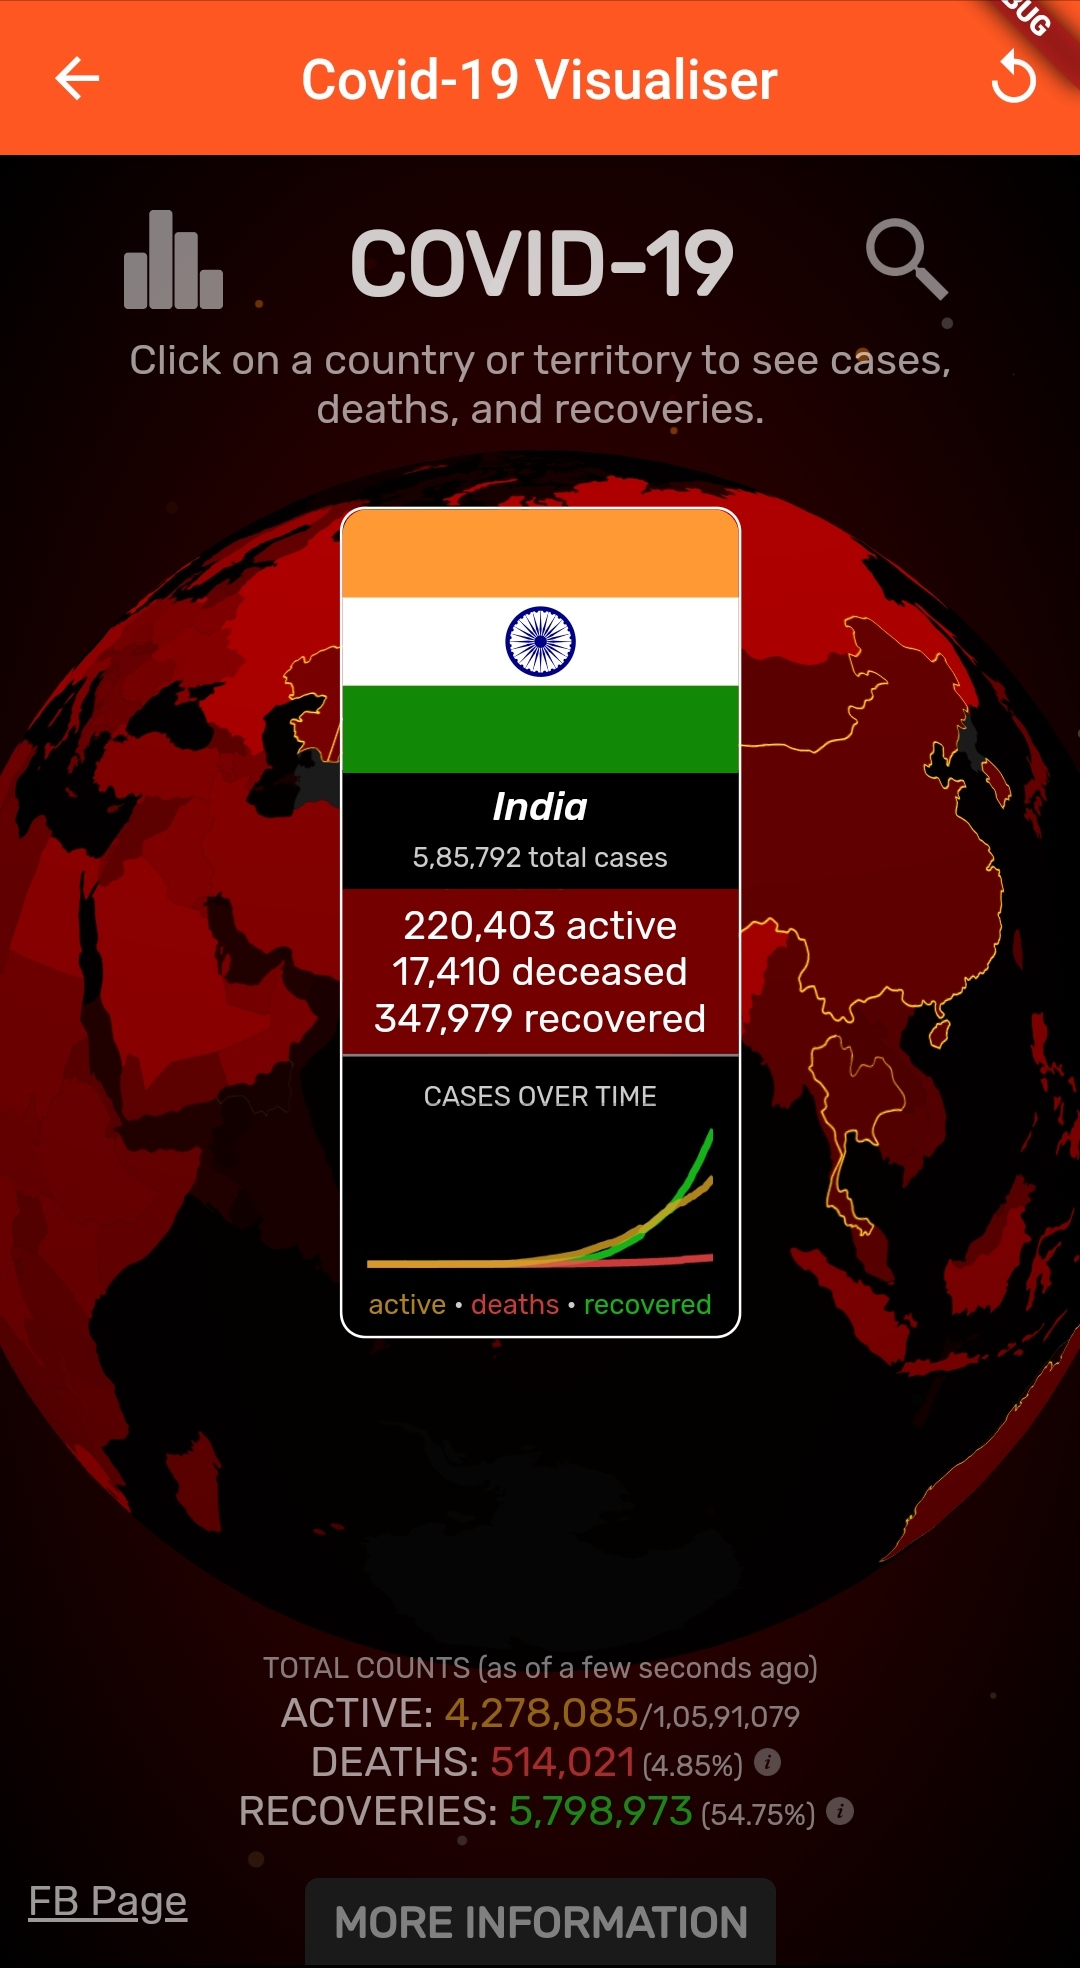 BUG
Covid-19 Visualiser
COVID-19
Click on a country or territory to see cases,
deaths, and recoveries.
India
5,85,792 total cases
220,403 active
17,410 deceased
347,979 recovered
CASES OVER TIME
active • deaths • recovered
TOTAL COUNTS (as of a few seconds ago)
ACTIVE: 4,278,085/1,05,91,079
DEATHS: 514,021 (4.85%) i
RECOVERIES: 5,798,973 (54.75%) i
FB Page
MORE INFORMATION